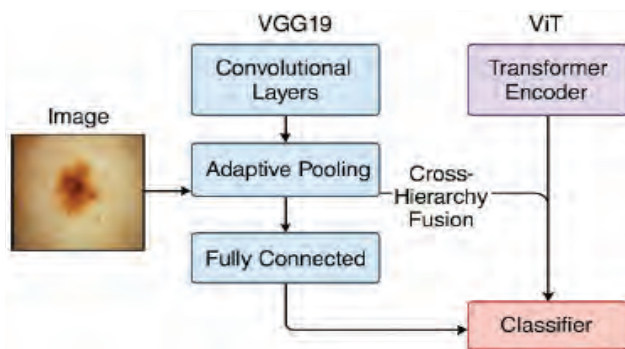 VGG19
ViT
Convolutional
Layers
Transformer
Encoder
Image
Adaptive Pooling
Cross-
Hierarchy
Fusion
Fully Connected
Classifier